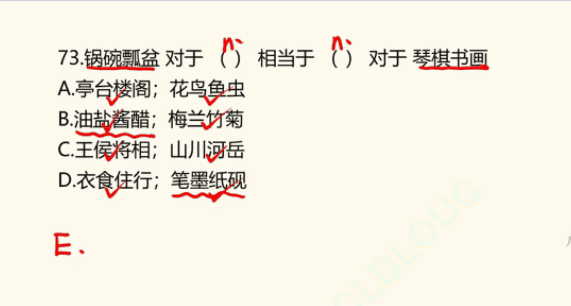 n. n.
73.锅碗瓢盆 对于 （ ） 相当于 （ ） 对于 琴棋书画
A.亭台楼阁；花鸟鱼虫
B.油盐酱醋；梅兰竹菊
C.王侯将相；山川河岳
D.衣食住行；笔墨纸砚
E.
CLDLOUC